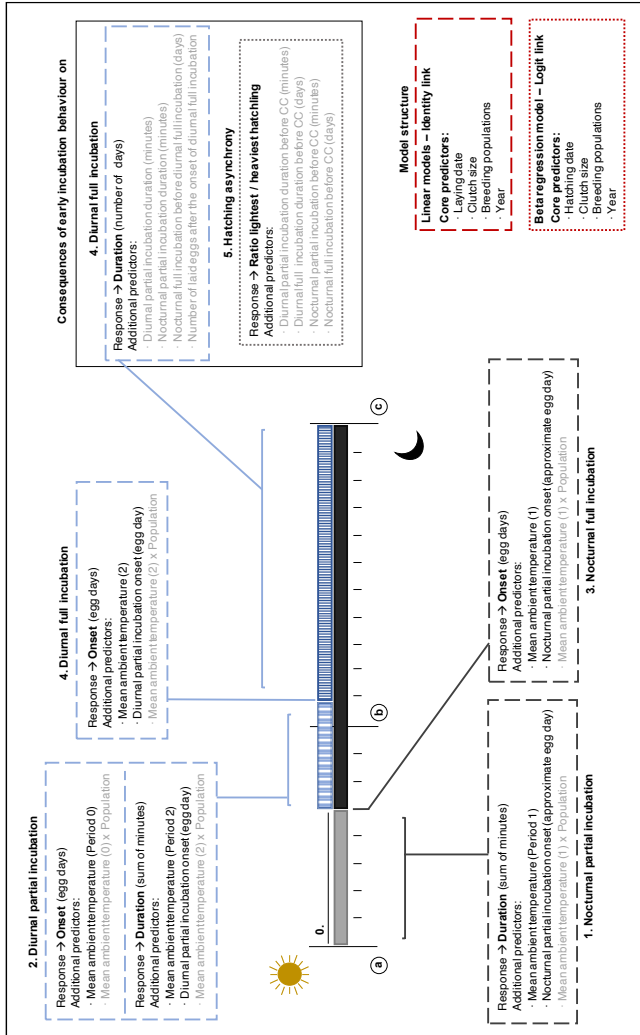 2. Diurnal partial incubation
Response → Onset (egg days)
Additional predictors:
· Mean ambient temperature (Period 0)
· Mean ambient temperature (0) x Population
Response → Duration (sum of minutes)
Additional predictors:
· Mean ambient temperature (Period 2)
· Diurnal partial incubation onset (egg day)
· Mean ambient temperature (2) x Population
4. Diurnal full incubation
Response → Onset (egg days)
Additional predictors:
· Mean ambient temperature (2)
· Diurnal partial incubation onset (egg day)
· Mean ambient temperature (2) x Population
Consequences of early incubation behaviour on
4. Diurnal full incubation
Response → Duration (number of days)
Additional predictors:
· Diurnal partial incubation duration (minutes)
· Nocturnal partial incubation duration (minutes)
· Nocturnal full incubation before diurnal full incubation (days)
· Number of laid eggs after the onset of diurnal full incubation
5. Hatching asynchrony
Response → Ratio lightest / heaviest hatchling
Additional predictors:
· Diurnal partial incubation duration before CC (minutes)
· Diurnal full incubation duration before CC (days)
· Nocturnal partial incubation before CC (minutes)
· Nocturnal full incubation before CC (days)
0.
a
b
c
Response → Duration (sum of minutes)
Additional predictors:
· Mean ambient temperature (Period 1)
· Nocturnal partial incubation onset (approximate egg day)
· Mean ambient temperature (1) x Population
1. Nocturnal partial incubation
Response → Onset (egg days)
Additional predictors:
· Mean ambient temperature (1)
· Nocturnal partial incubation onset (approximate egg day)
· Mean ambient temperature (1) x Population
3. Nocturnal full incubation
Model structure
Linear models – Identity link
Core predictors:
· Laying date
· Clutch size
· Breeding populations
· Year
Beta regression model – Logit link
Core predictors:
· Hatching date
· Clutch size
· Breeding populations
· Year